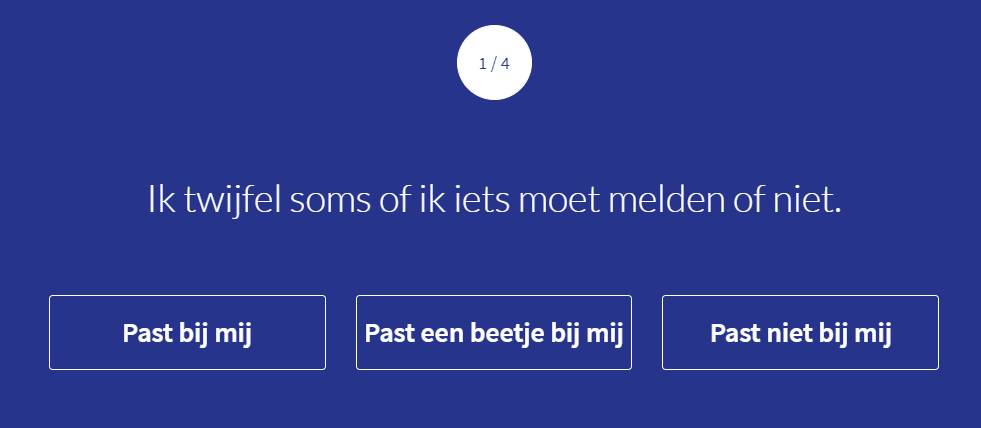 1 / 4
Ik twijfel soms of ik iets moet melden of niet.
Past bij mij
Past een beetje bij mij
Past niet bij mij